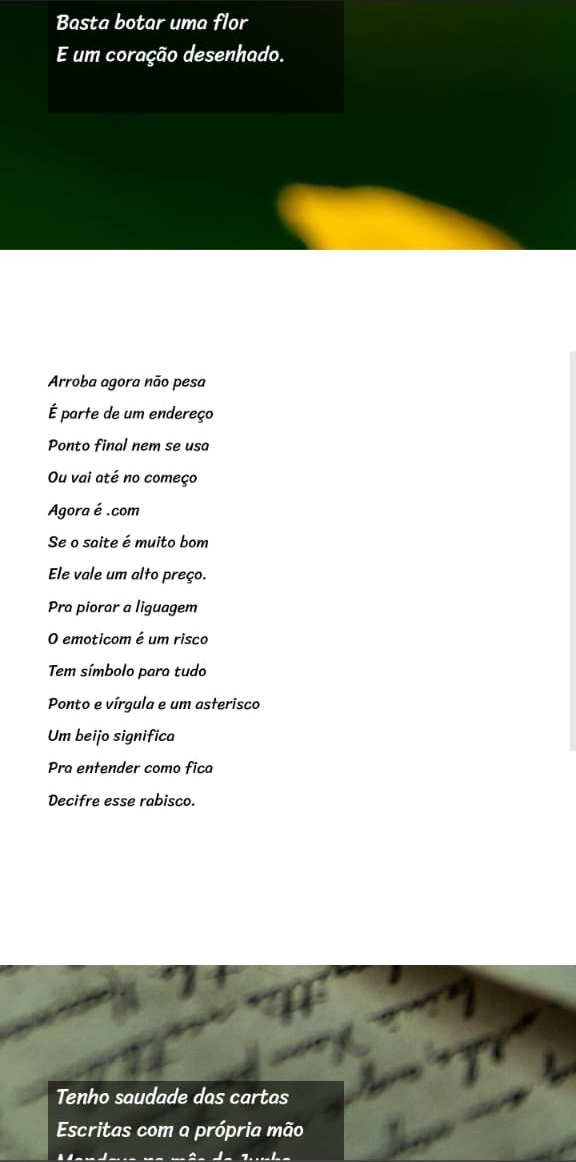 Basta botar uma flor
E um coração desenhado.
Arroba agora não pesa
É parte de um endereço
Ponto final nem se usa
Ou vai até no começo
Agora é .com
Se o saite é muito bom
Ele vale um alto preço.
Pra piorar a liguagem
O emoticom é um risco
Tem símbolo para tudo
Ponto e vírgula e um asterisco
Um beijo significa
Pra entender como fica
Decifre esse rabisco.
Tenho saudade das cartas
Escritas com a própria mão